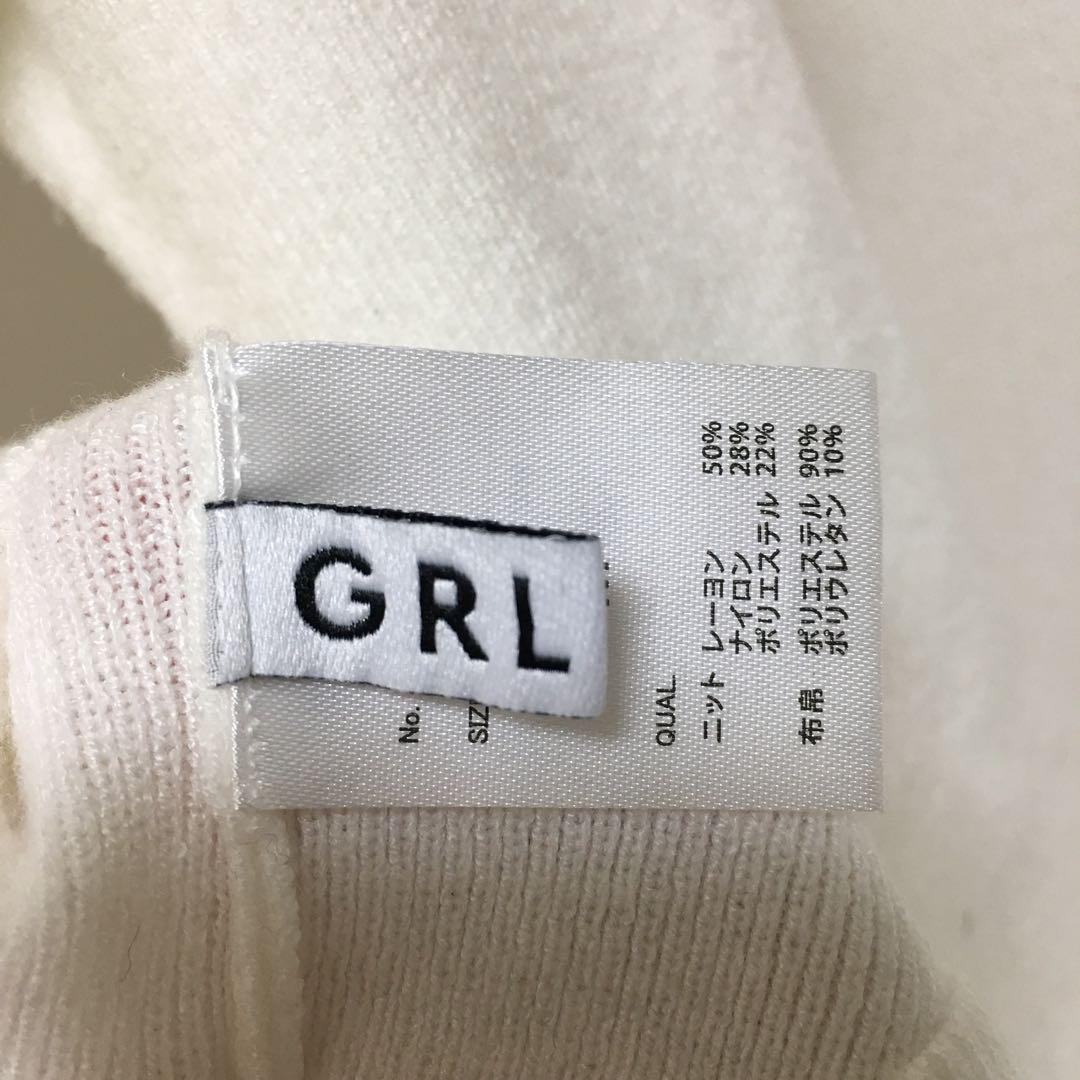 GRL
No.
QUAL.
ニット レーヨン 50%
ナイロン 28%
ポリエステル 22%
布帛 ポリエステル 90%
ポリウレタン 10%